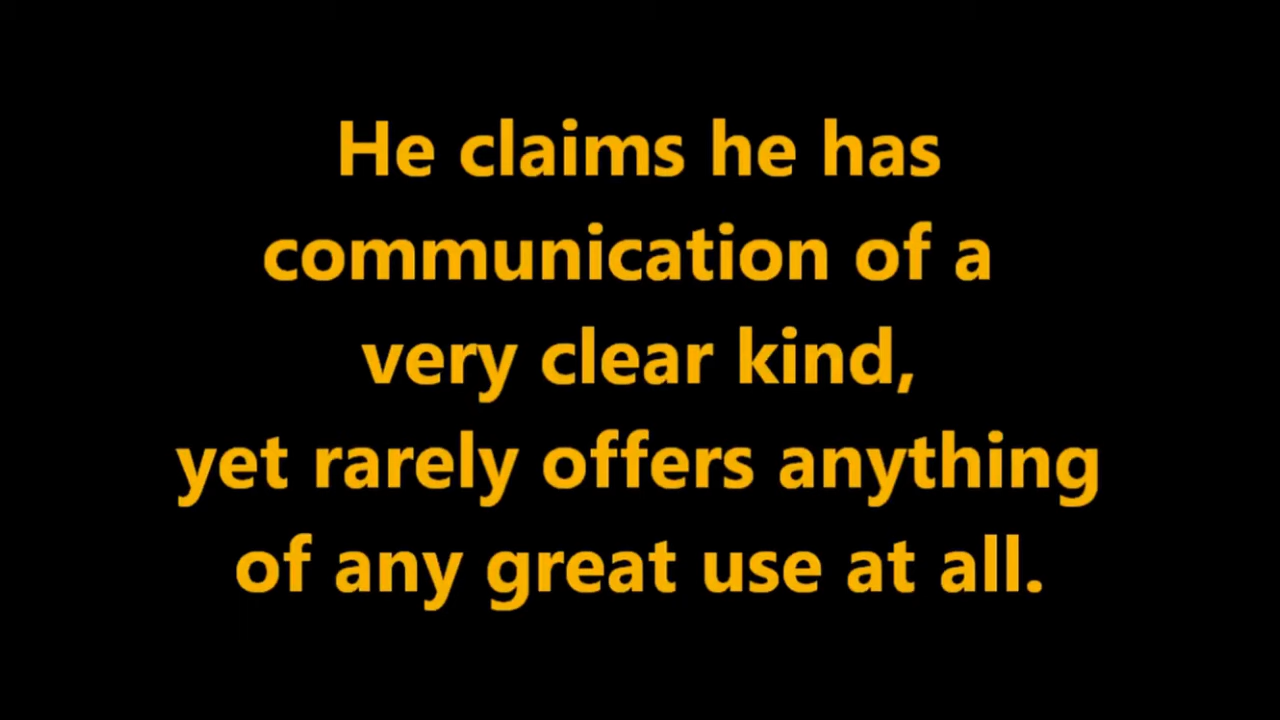 He claims he has
communication of a
very clear kind,
yet rarely offers anything
of any great use at all.